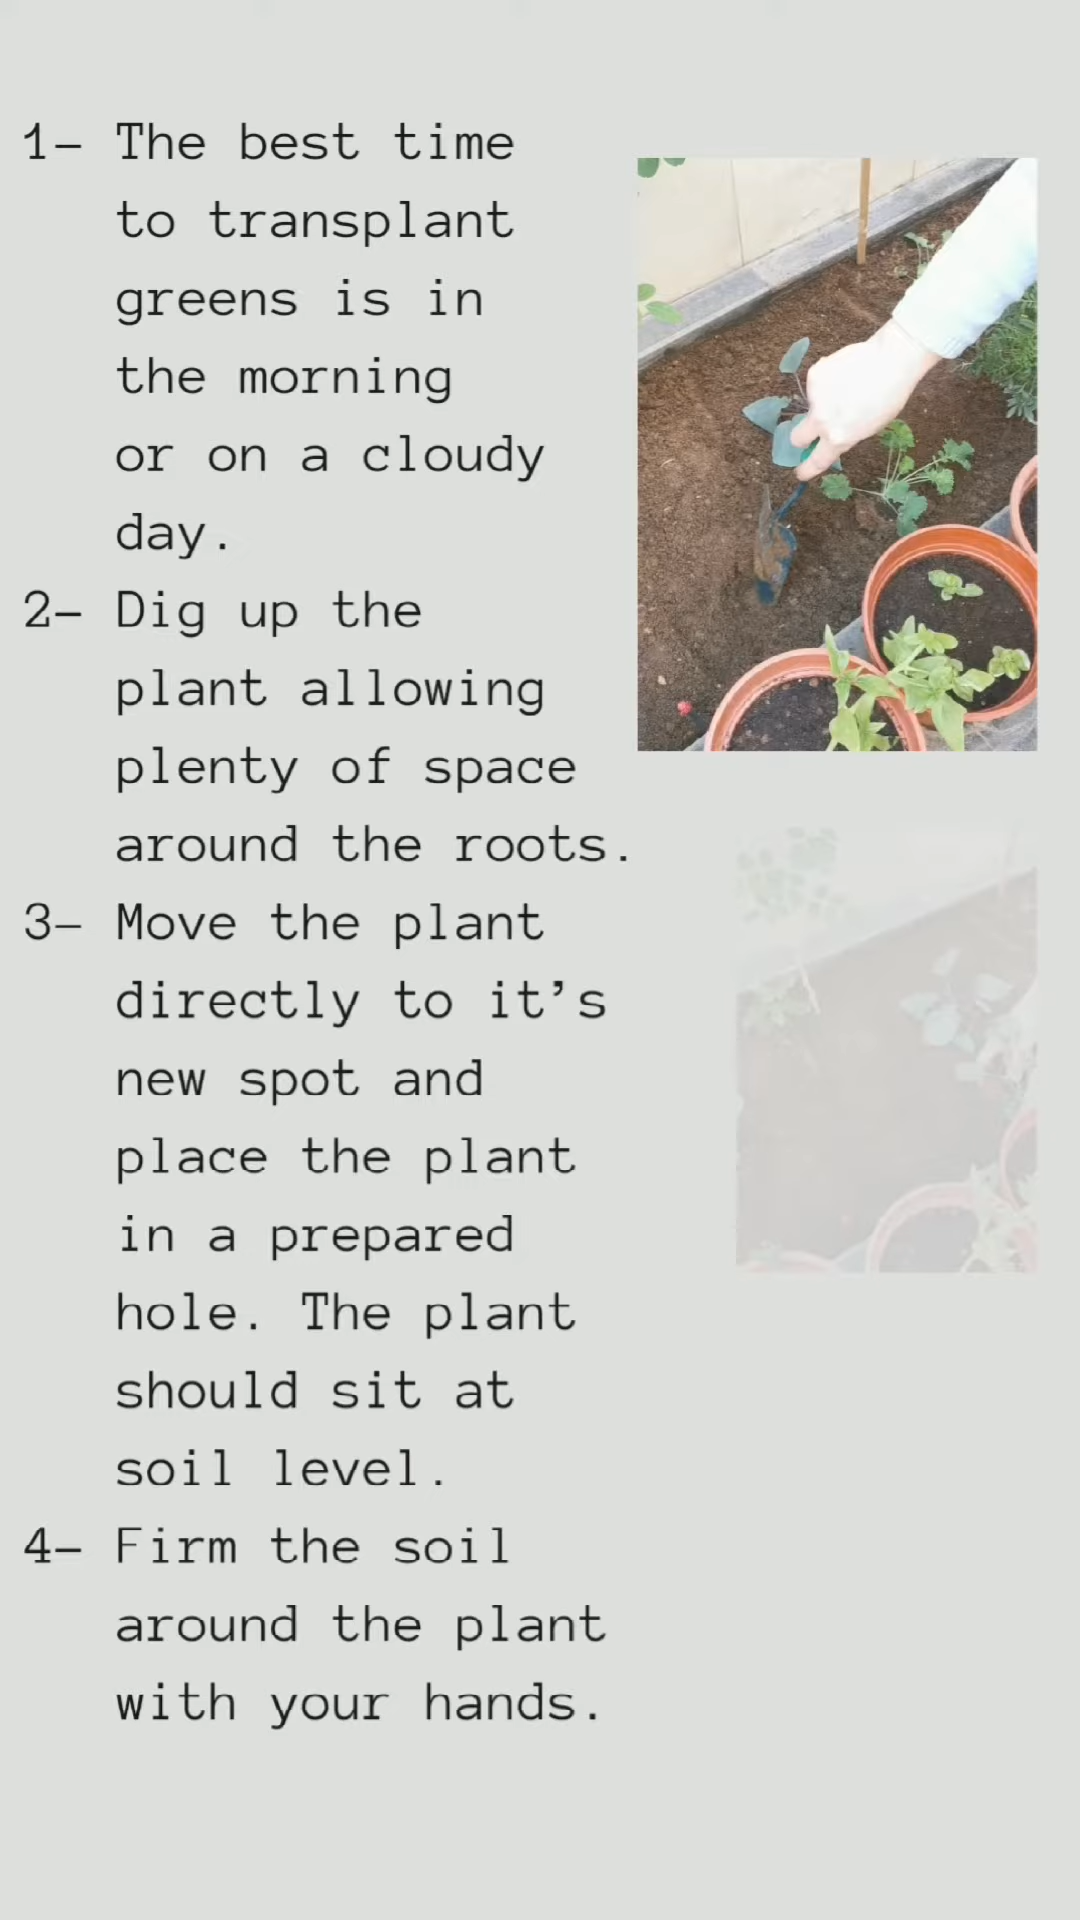 1- The best time
to transplant
greens is in
the morning
or on a cloudy
day.
2- Dig up the
plant allowing
plenty of space
around the roots.
3- Move the plant
directly to it’s
new spot and
place the plant
in a prepared
hole. The plant
should sit at
soil level.
4- Firm the soil
around the plant
with your hands.